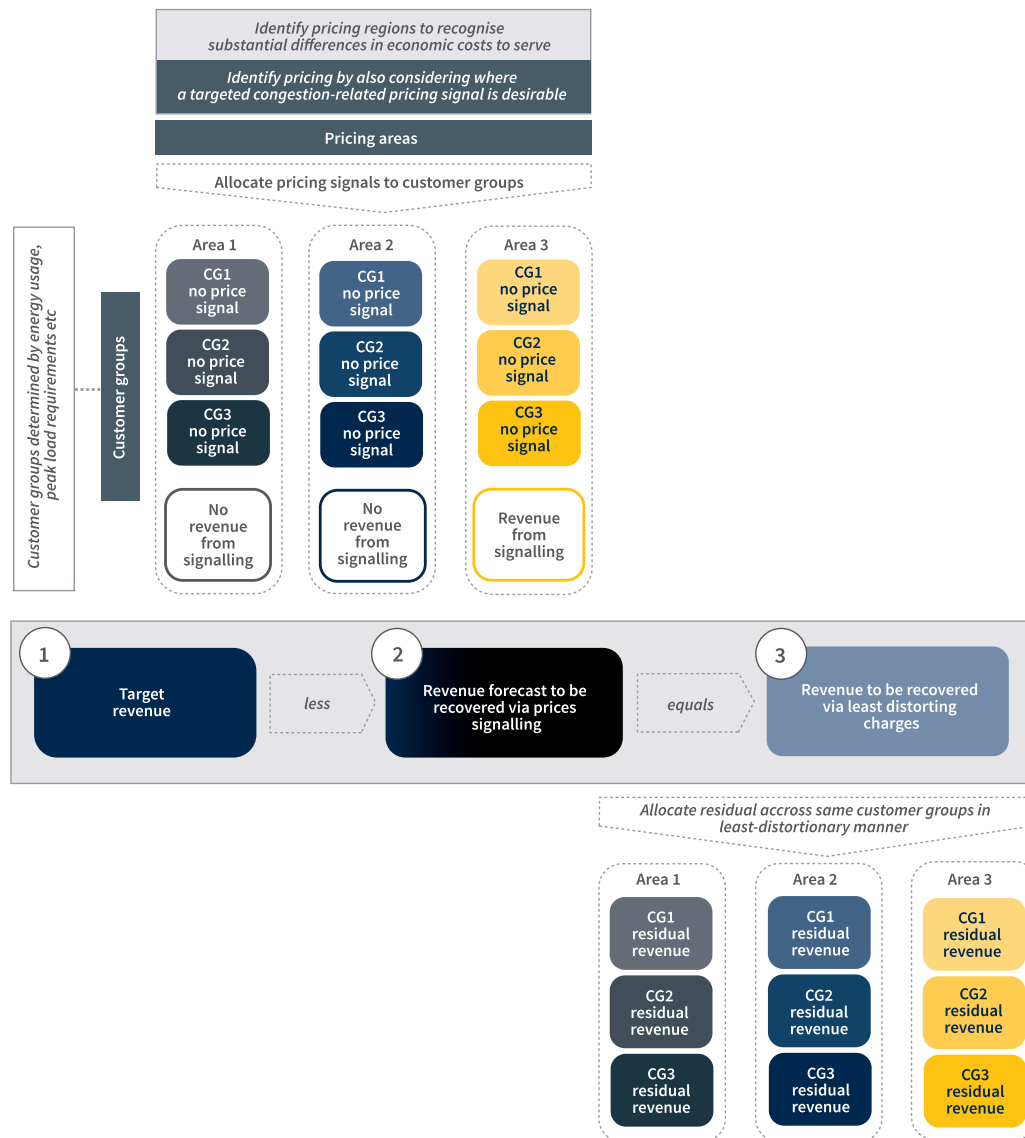 Identify pricing regions to recognise
substantial differences in economic costs to serve
Identify pricing by also considering where
a targeted congestion-related pricing signal is desirable
Pricing areas
Allocate pricing signals to customer groups
Customer groups determined by energy usage,
peak load requirements etc
Customer groups
Area 1
CG1
no price
signal
CG2
no price
signal
CG3
no price
signal
No
revenue
from
signalling
Area 2
CG1
no price
signal
CG2
no price
signal
CG3
no price
signal
No
revenue
from
signalling
Area 3
CG1
no price
signal
CG2
no price
signal
CG3
no price
signal
Revenue
from
signalling
1
Target
revenue
less
2
Revenue forecast to be
recovered via prices
signalling
equals
3
Revenue to be recovered
via least distorting
charges
Allocate residual accross same customer groups in
least-distortionary manner
Area 1
CG1
residual
revenue
CG2
residual
revenue
CG3
residual
revenue
Area 2
CG1
residual
revenue
CG2
residual
revenue
CG3
residual
revenue
Area 3
CG1
residual
revenue
CG2
residual
revenue
CG3
residual
revenue